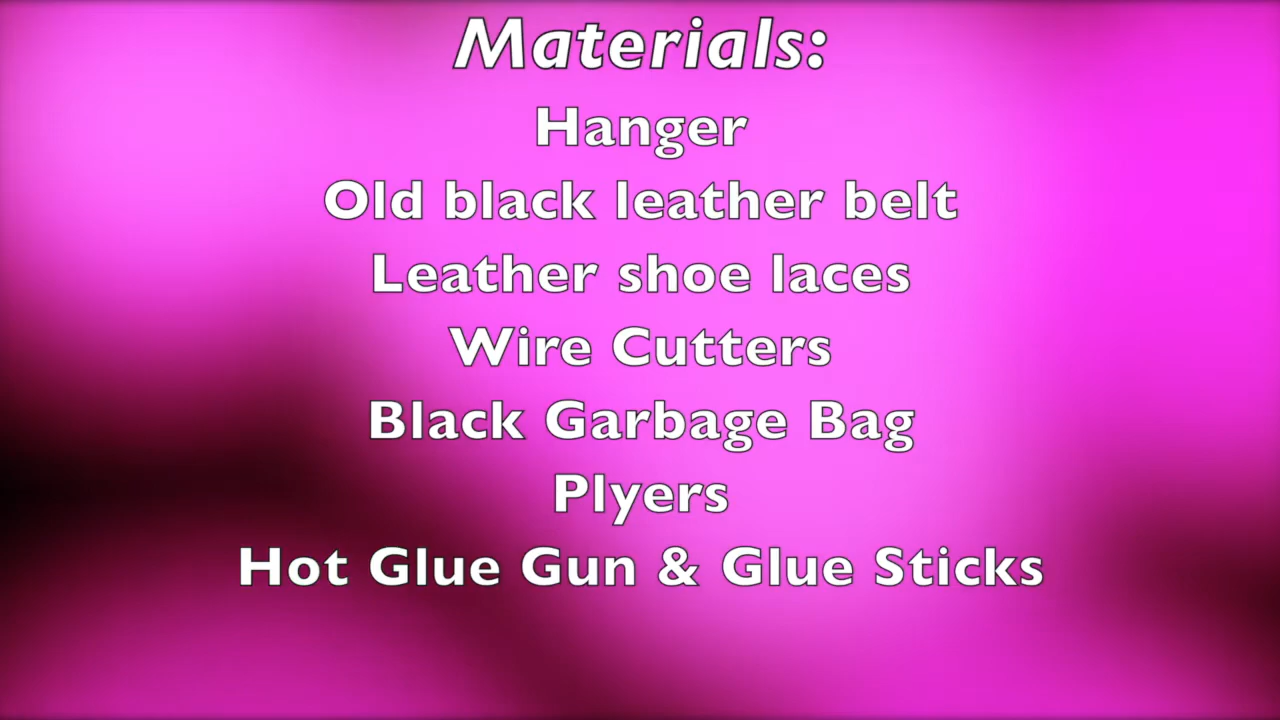 Materials:
Hanger
Old black leather belt
Leather shoe laces
Wire Cutters
Black Garbage Bag
Plyers
Hot Glue Gun & Glue Sticks